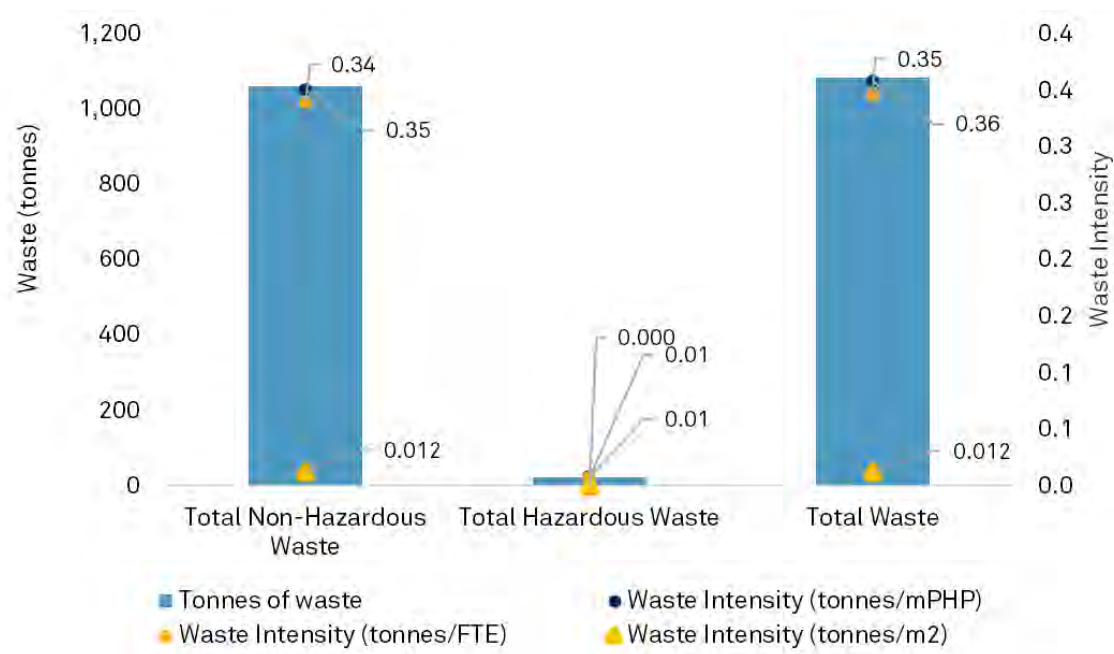 1,200
1,000
800
600
400
200
0
Waste (tonnes)
0.34
0.35
0.012
0.000
0.01
0.01
0.35
0.36
0.012
0.4
0.4
0.3
0.3
0.2
0.2
0.1
0.1
0.0
Waste Intensity
Total Non-Hazardous
Waste
Total Hazardous Waste
Total Waste
Tonnes of waste
Waste Intensity (tonnes/mPHP)
Waste Intensity (tonnes/FTE)
Waste Intensity (tonnes/m2)